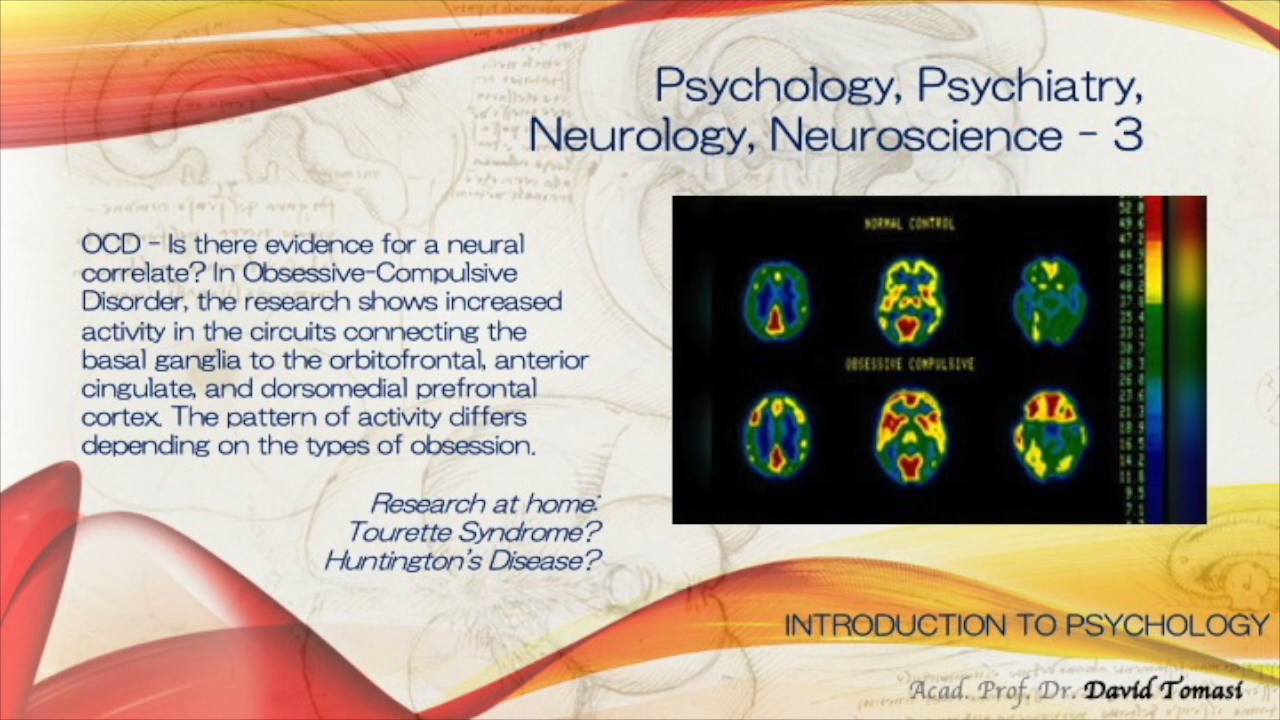 Psychology, Psychiatry,
Neurology, Neuroscience - 3
OCD - Is there evidence for a neural
correlate? In Obsessive-Compulsive
Disorder, the research shows increased
activity in the circuits connecting the
basal ganglia to the orbitofrontal, anterior
cingulate, and dorsomedial prefrontal
cortex. The pattern of activity differs
depending on the types of obsession.
Research at home:
Tourette Syndrome?
Huntington's Disease?
NORMAL CONTROL
OBSESSIVE COMPULSIVE
INTRODUCTION TO PSYCHOLOGY
Acad. Prof. Dr. David Tomasi